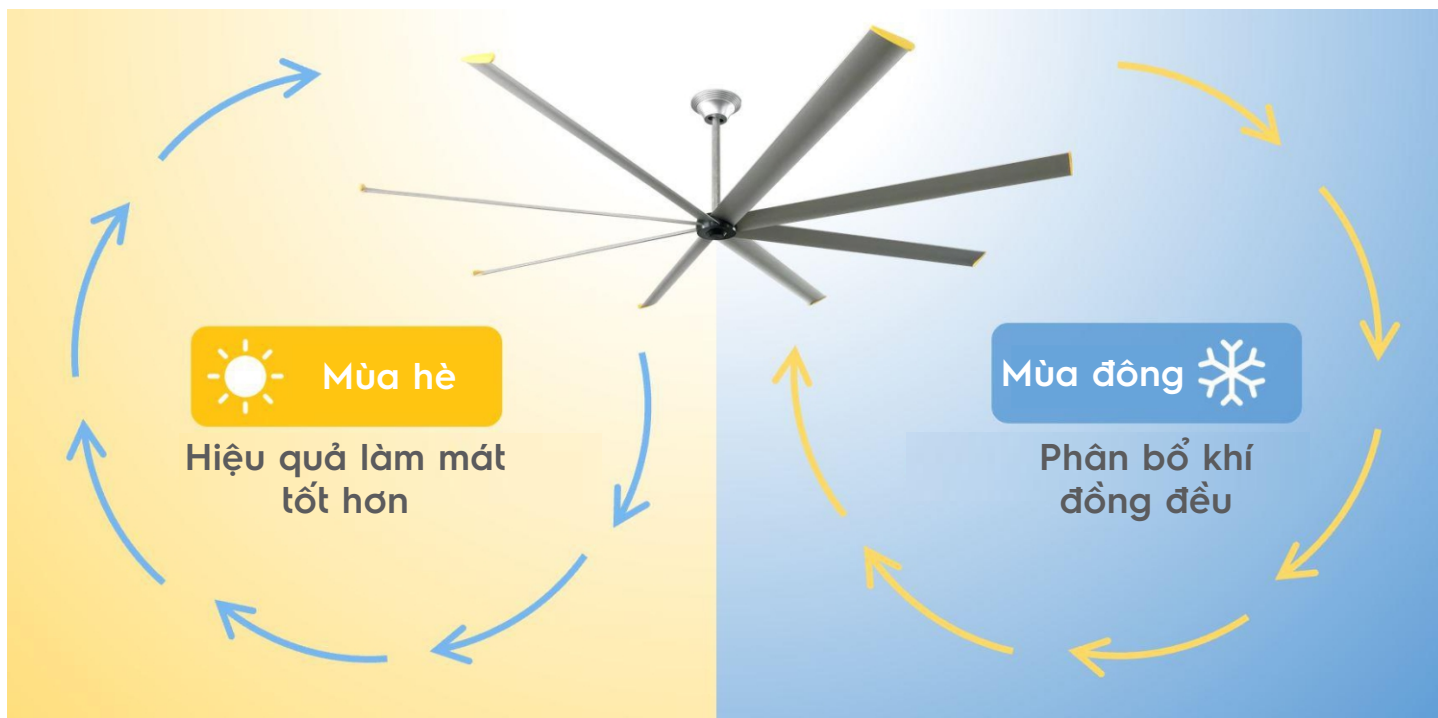 Mùa hè
Hiệu quả làm mát
tốt hơn
Mùa đông
Phân bổ khí
đồng đều